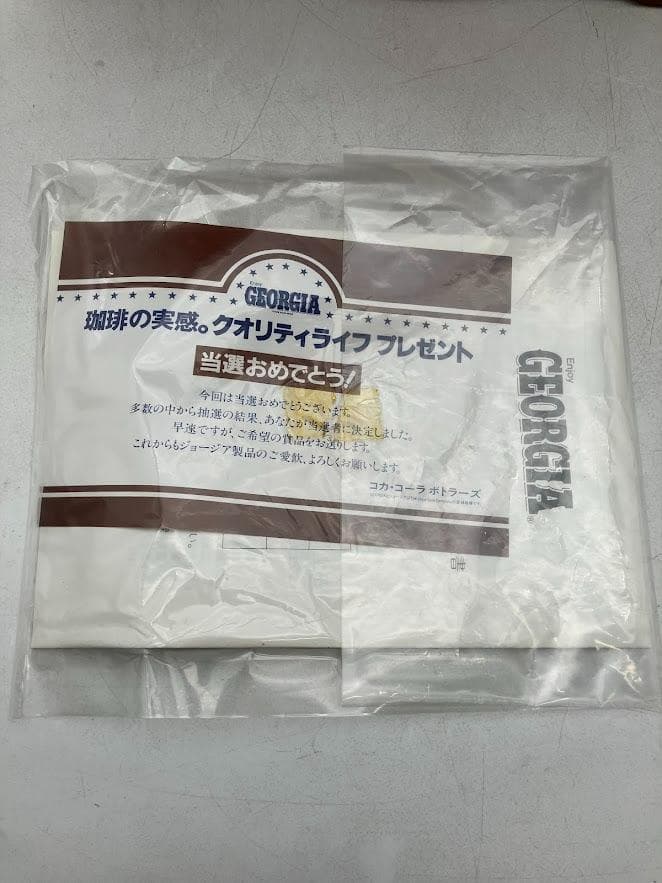 Enjoy
GEORGIA
珈琲の実感。クオリティライフ プレゼント
当選おめでとう!
今回は当選おめでとうございます。
多数の中から抽選の結果、あなたが当選者に決定しました。
早速ですが、ご希望の賞品をお送りします。
これからもジョージア製品のご愛飲、よろしくお願いします。
コカ・コーラ ボトラーズ
Enjoy
GEORGIA®
い。
書